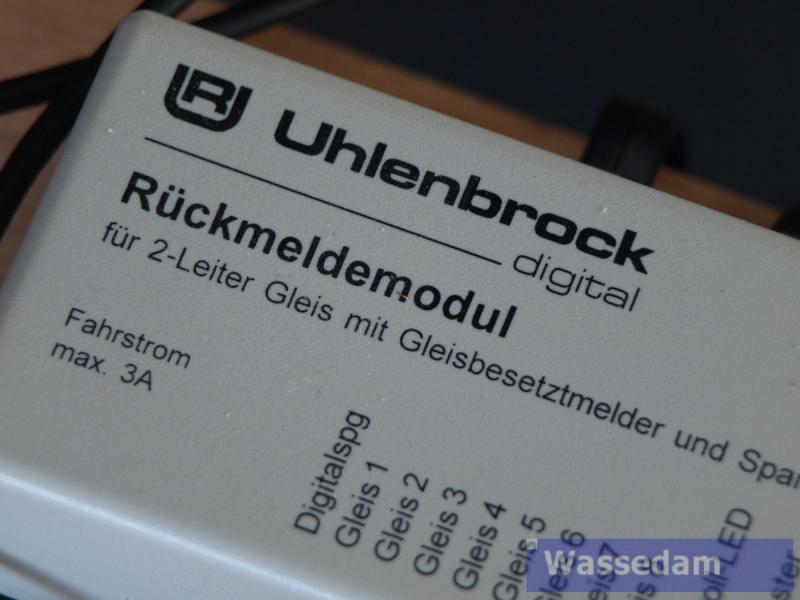 Uhlenbrock
digital
Rückmeldemodul
für 2-Leiter Gleis mit Gleisbesetztmelder und
Fahrstrom
max. 3A
Digitalspg
Gleis 1
Gleis 2
Gleis 3
Gleis 4
Gleis 5
LED
Wassedam